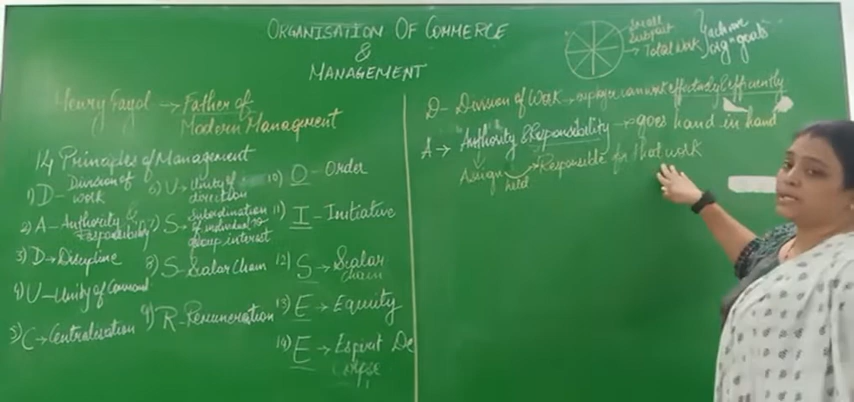 ORGANISATION OF COMMERCE
&
MANAGEMENT
Henry Fayol → Father of
Modern Managment
14 Principles of Management
1) D- Division of
work
2) A - Authority &
Responsibility
3) D → Discipline
4) U - Unity of Command
5) C → Centralisation
6) U - Unity of
direction
7) S - Subordination
of individual to
group interest
8) S - Scalar Chain
9) R - Remuneration
10) O - Order
11) I - Initiative
12) S → Scalar
Chain
13) E → Equity
14) E → Esprit De
Corpse
Small
Subpart
→ Total Work
achieve
orgn goals
D - Division of Work → employee can work effectively & efficiently
A → "Authority & Responsibility → goes hand in hand
Assign
held
Responsible for that work